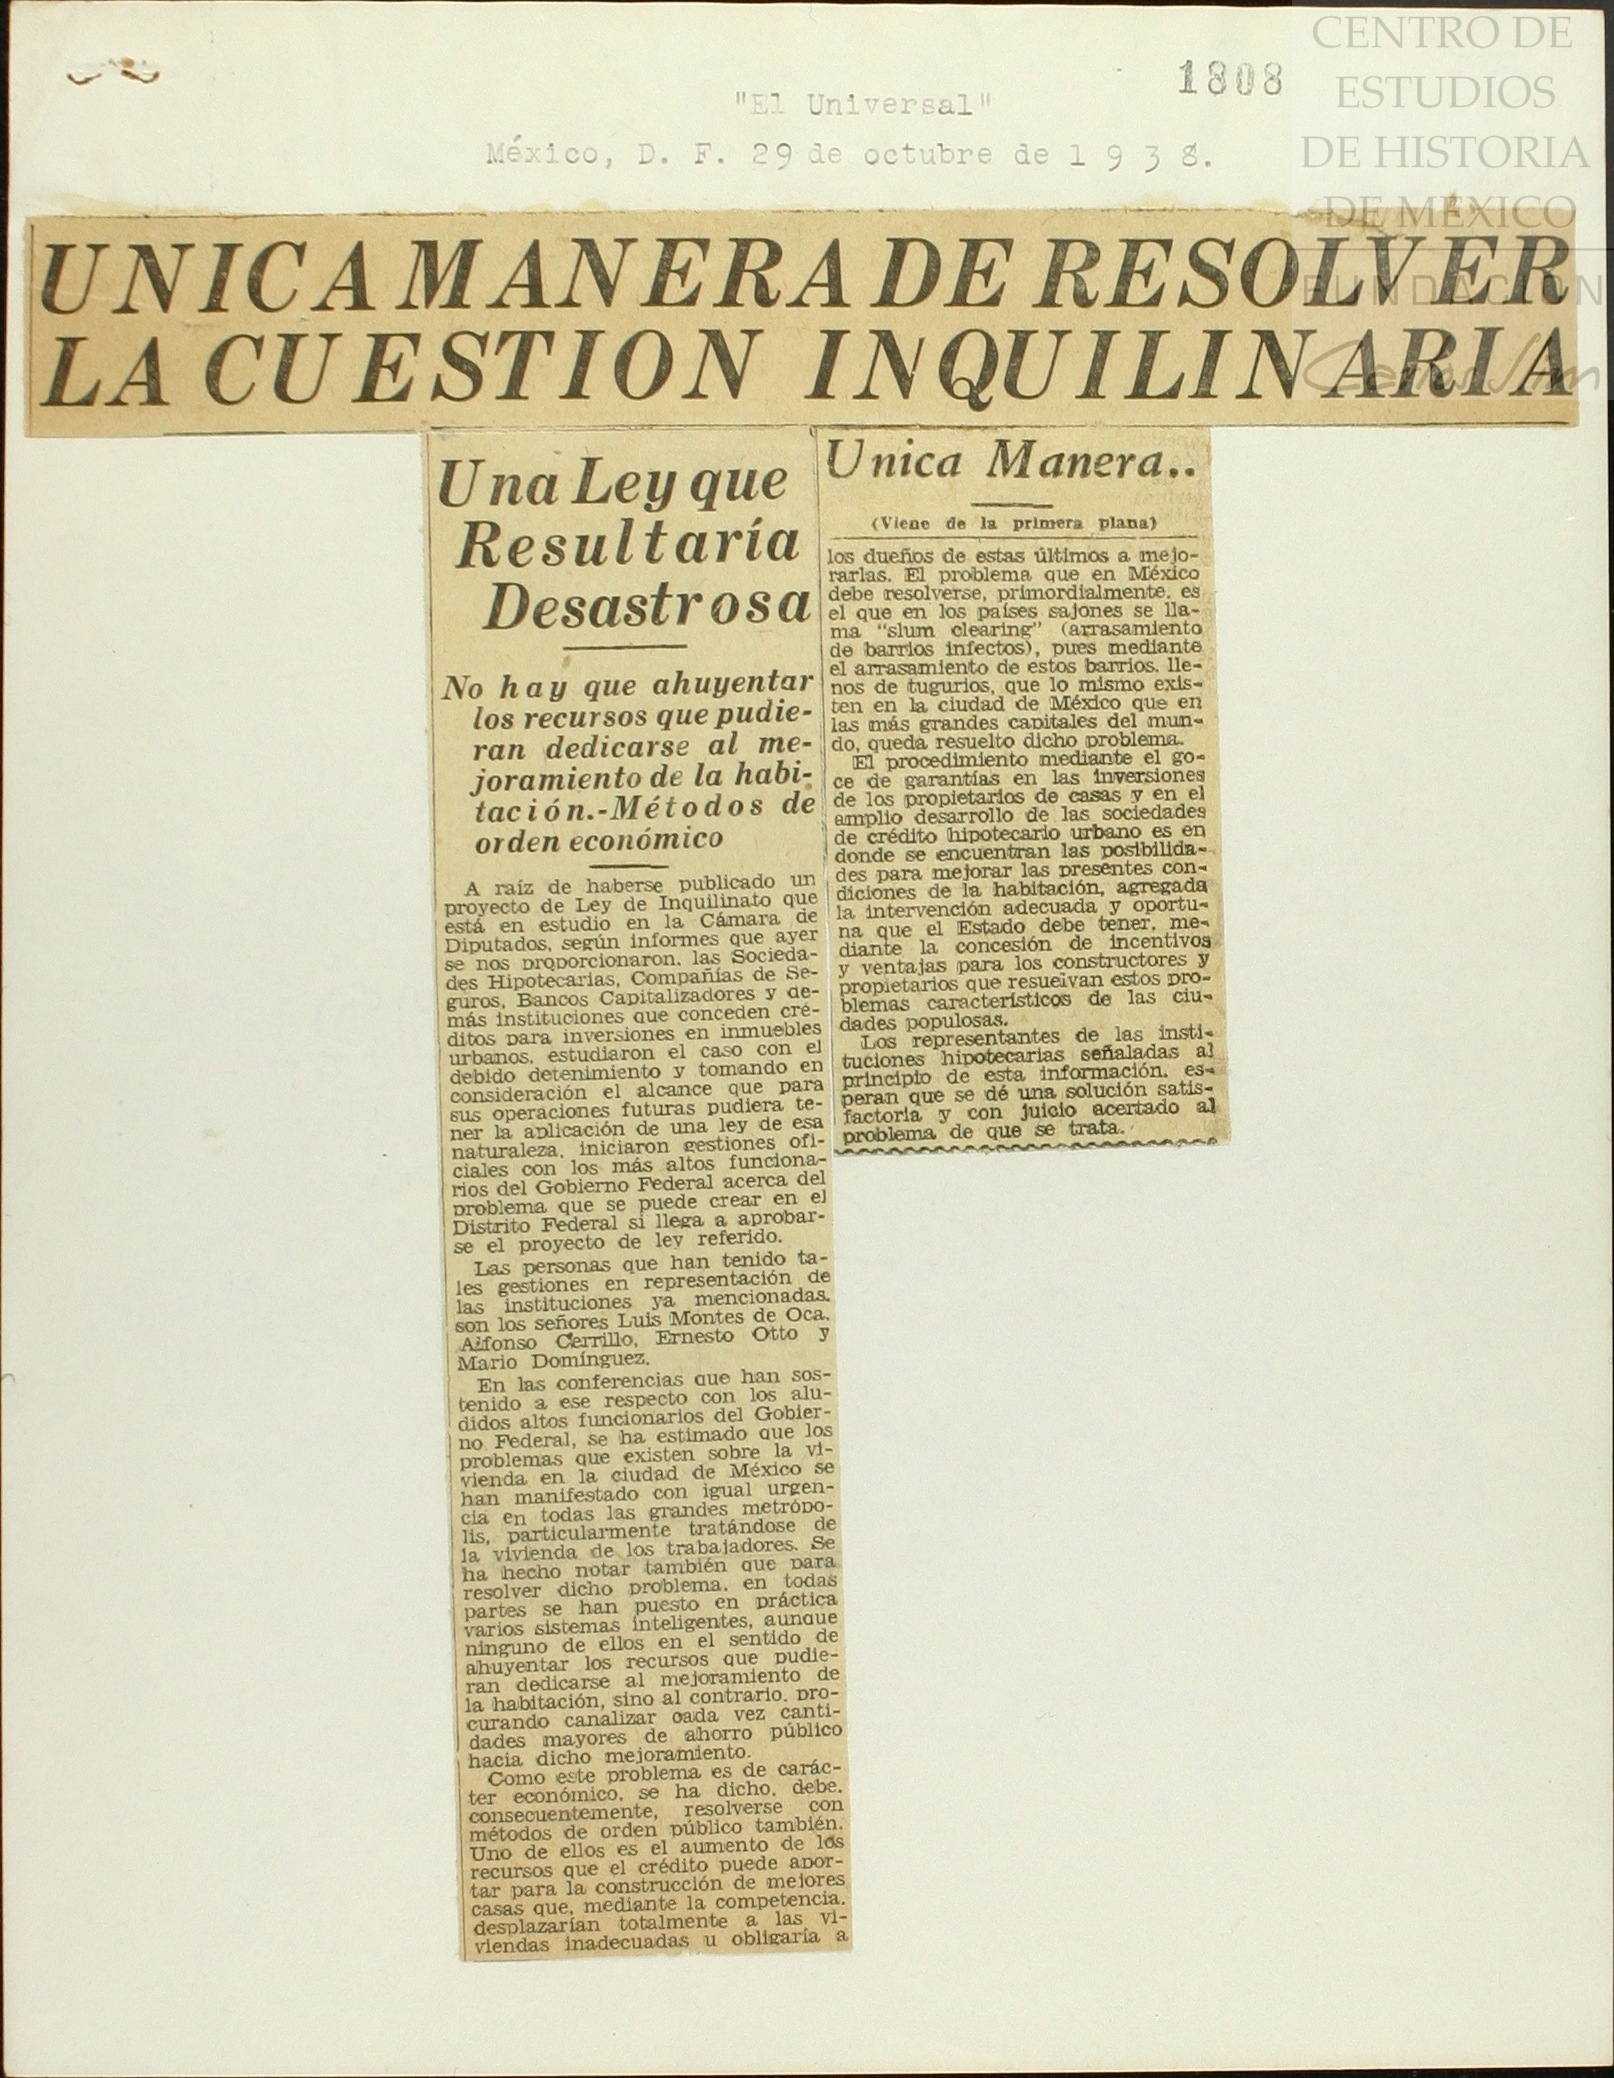 CENTRO DE
ESTUDIOS
DE HISTORIA
DE MEXICO
FUNDACIÓN
Carlos Slim
1808
"El Universal"
México, D. F. 29 de octubre de 1 9 3 8.
UNICA MANERA DE RESOLVER
LA CUESTION INQUILINARIA
Una Ley que
Resultaría
Desastrosa
No hay que ahuyentar
los recursos que pudie-
ran dedicarse al me-
joramiento de la habi-
tación.-Métodos de
orden económico
A raíz de haberse publicado un
proyecto de Ley de Inquilinato que
está en estudio en la Cámara de
Diputados, según informes que ayer
se nos proporcionaron, las Socieda-
des Hipotecarias, Compañías de Se-
guros, Bancos Capitalizadores y de-
más instituciones que conceden cré-
ditos para inversiones en inmuebles
urbanos, estudiaron el caso con el
debido detenimiento y tomando en
consideración el alcance que para
sus operaciones futuras pudiera te-
ner la aplicación de una ley de esa
naturaleza, iniciaron gestiones ofi-
ciales con los más altos funciona-
rios del Gobierno Federal acerca del
problema que se puede crear en el
Distrito Federal si llega a aprobar-
se el proyecto de ley referido.
Las personas que han tenido ta-
les gestiones en representación de
las instituciones ya mencionadas,
son los señores Luis Montes de Oca,
Alfonso Cerrillo, Ernesto Otto y
Mario Domínguez.
En las conferencias que han sos-
tenido a ese respecto con los alu-
didos altos funcionarios del Gobier-
no Federal, se ha estimado que los
problemas que existen sobre la vi-
vienda en la ciudad de México se
han manifestado con igual urgen-
cia en todas las grandes metrópo-
lis, particularmente tratándose de
la vivienda de los trabajadores. Se
ha hecho notar también que para
resolver dicho problema, en todas
partes se han puesto en práctica
varios sistemas inteligentes, aunque
ninguno de ellos en el sentido de
ahuyentar los recursos que pudie-
ran dedicarse al mejoramiento de
la habitación, sino al contrario, pro-
curando canalizar cada vez canti-
dades mayores de ahorro público
hacia dicho mejoramiento.
Como este problema es de carác-
ter económico, se ha dicho, debe,
consecuentemente, resolverse con
métodos de orden público también.
Uno de ellos es el aumento de los
recursos que el crédito puede apor-
tar para la construcción de mejores
casas que, mediante la competencia,
desplazarían totalmente a las vi-
viendas inadecuadas u obligaría a
Unica Manera..
(Viene de la primera plana)
los dueños de estas últimos a mejo-
rarlas. El problema que en México
debe resolverse, primordialmente, es
el que en los países sajones se lla-
ma "slum clearing" (arrasamiento
de barrios infectos), pues mediante
el arrasamiento de estos barrios, lle-
nos de tugurios, que lo mismo exis-
ten en la ciudad de México que en
las más grandes capitales del mun-
do, queda resuelto dicho problema.
El procedimiento mediante el go-
ce de garantías en las inversiones
de los propietarios de casas y en el
amplio desarrollo de las sociedades
de crédito hipotecario urbano es en
donde se encuentran las posibilida-
des para mejorar las presentes con-
diciones de la habitación, agregada
la intervención adecuada y oportu-
na que el Estado debe tener, me-
diante la concesión de incentivos
y ventajas para los constructores y
propietarios que resuelvan estos pro-
blemas característicos de las ciu-
dades populosas.
Los representantes de las insti-
tuciones hipotecarias señaladas al
principio de esta información, es-
peran que se dé una solución satis-
factoria y con juicio acertado al
problema de que se trata.